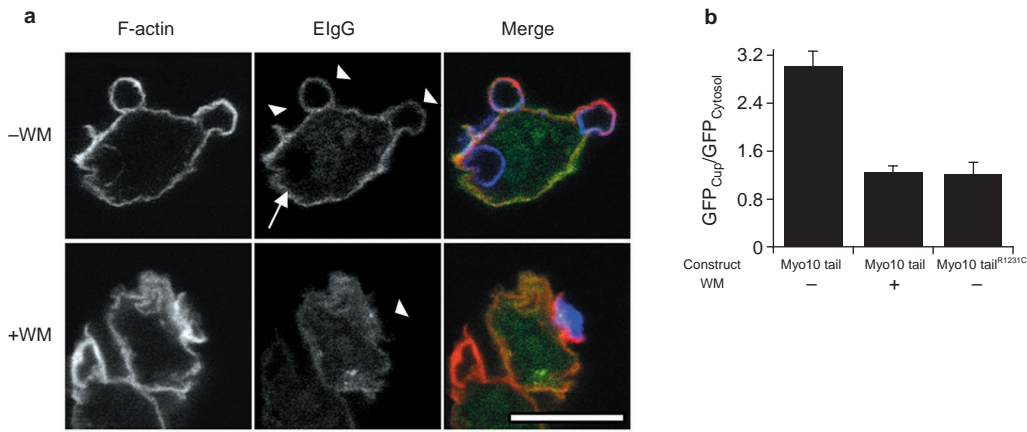 a
F-actin
EIgG
Merge
–WM
+WM
b
GFPCup/GFPCytosol
3.2
2.4
1.6
0.8
0
Construct
Myo10 tail
Myo10 tail
Myo10 tailR1231C
WM
–
+
–